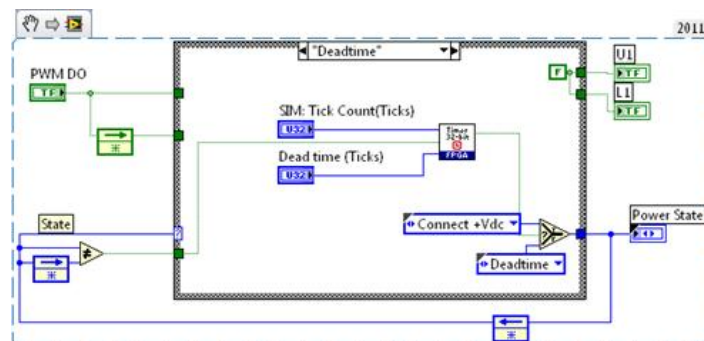 2011
"Deadtime"
U1
TF
L1
TF
F
PWM DO
TF
SIM: Tick Count(Ticks)
U32
Timer
32-bit
FPGA
Dead time (Ticks)
U32
State
Connect +Vdc
Power State
Deadtime
?
≠